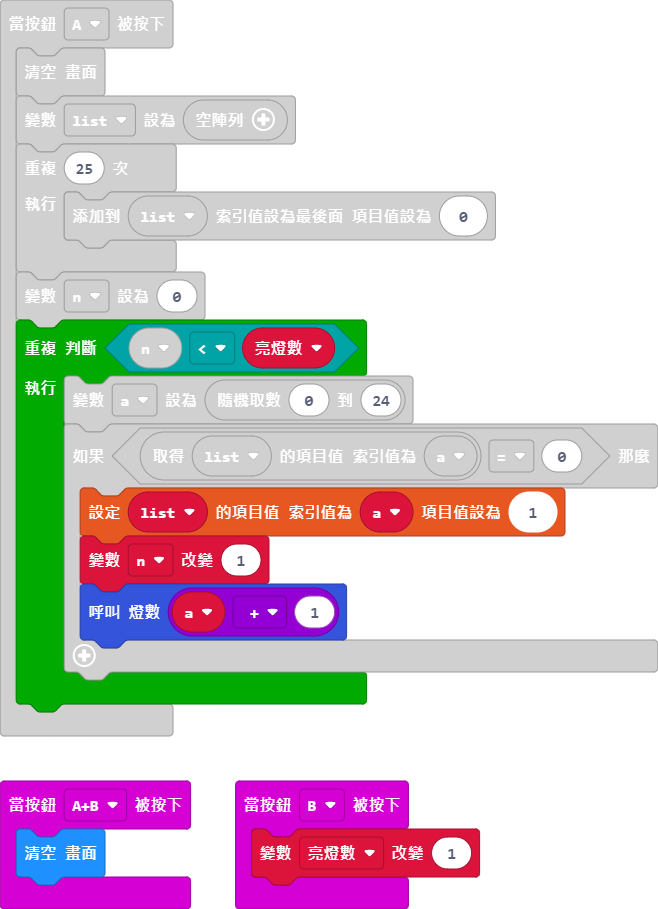 當按鈕 A 被按下
清空 畫面
變數 list 設為 空陣列
重複 25 次
執行
添加到 list 索引值設為最後面 項目值設為 0
變數 n 設為 0
重複 判斷 n < 亮燈數
執行
變數 a 設為 隨機取數 0 到 24
如果 取得 list 的項目值 索引值為 a = 0 那麼
設定 list 的項目值 索引值為 a 項目值設為 1
變數 n 改變 1
呼叫 燈數 a + 1
當按鈕 A+B 被按下
清空 畫面
當按鈕 B 被按下
變數 亮燈數 改變 1